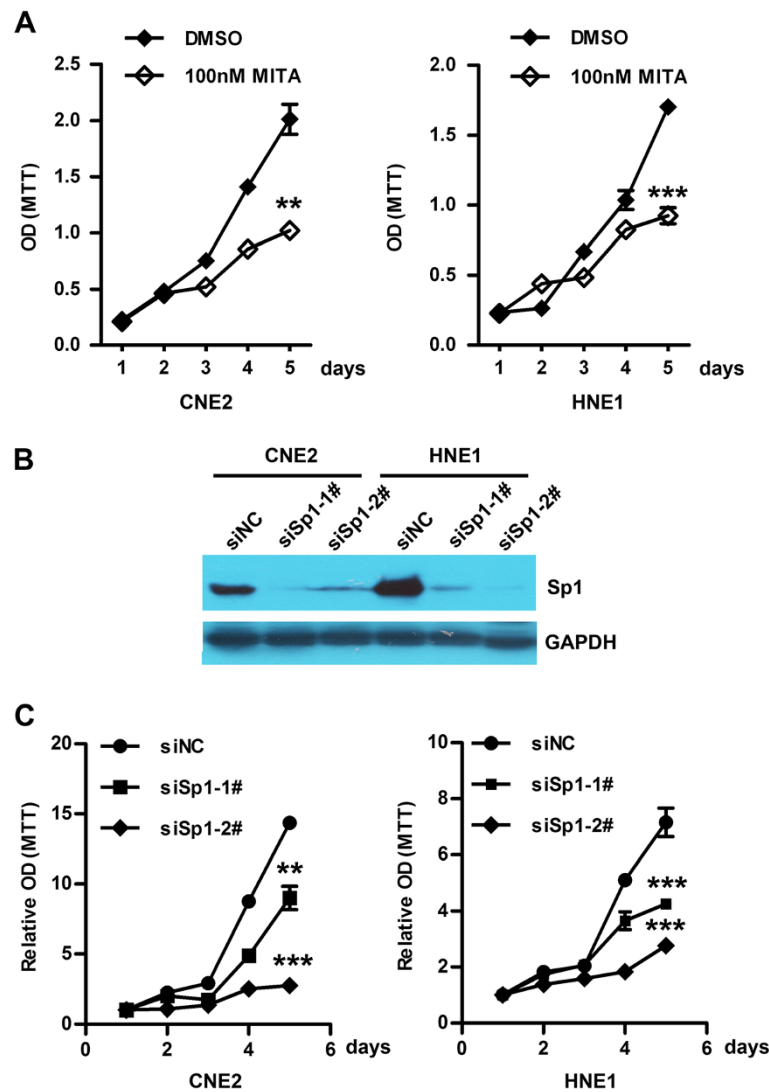 A
DMSO
100nM MITA
2.5
2.0
1.5
1.0
0.5
0.0
OD (MTT)
**
1 2 3 4 5 days
CNE2
DMSO
100nM MITA
2.0
1.5
1.0
0.5
0.0
OD (MTT)
***
1 2 3 4 5 days
HNE1
B
CNE2 HNE1
siNC siSp1-1# siSp1-2# siNC siSp1-1# siSp1-2#
Sp1
GAPDH
C
siNC
siSp1-1#
siSp1-2#
20
15
10
5
0
Relative OD (MTT)
**
***
0 2 4 6 days
CNE2
siNC
siSp1-1#
siSp1-2#
10
8
6
4
2
0
Relative OD (MTT)
***
***
0 2 4 6 days
HNE1